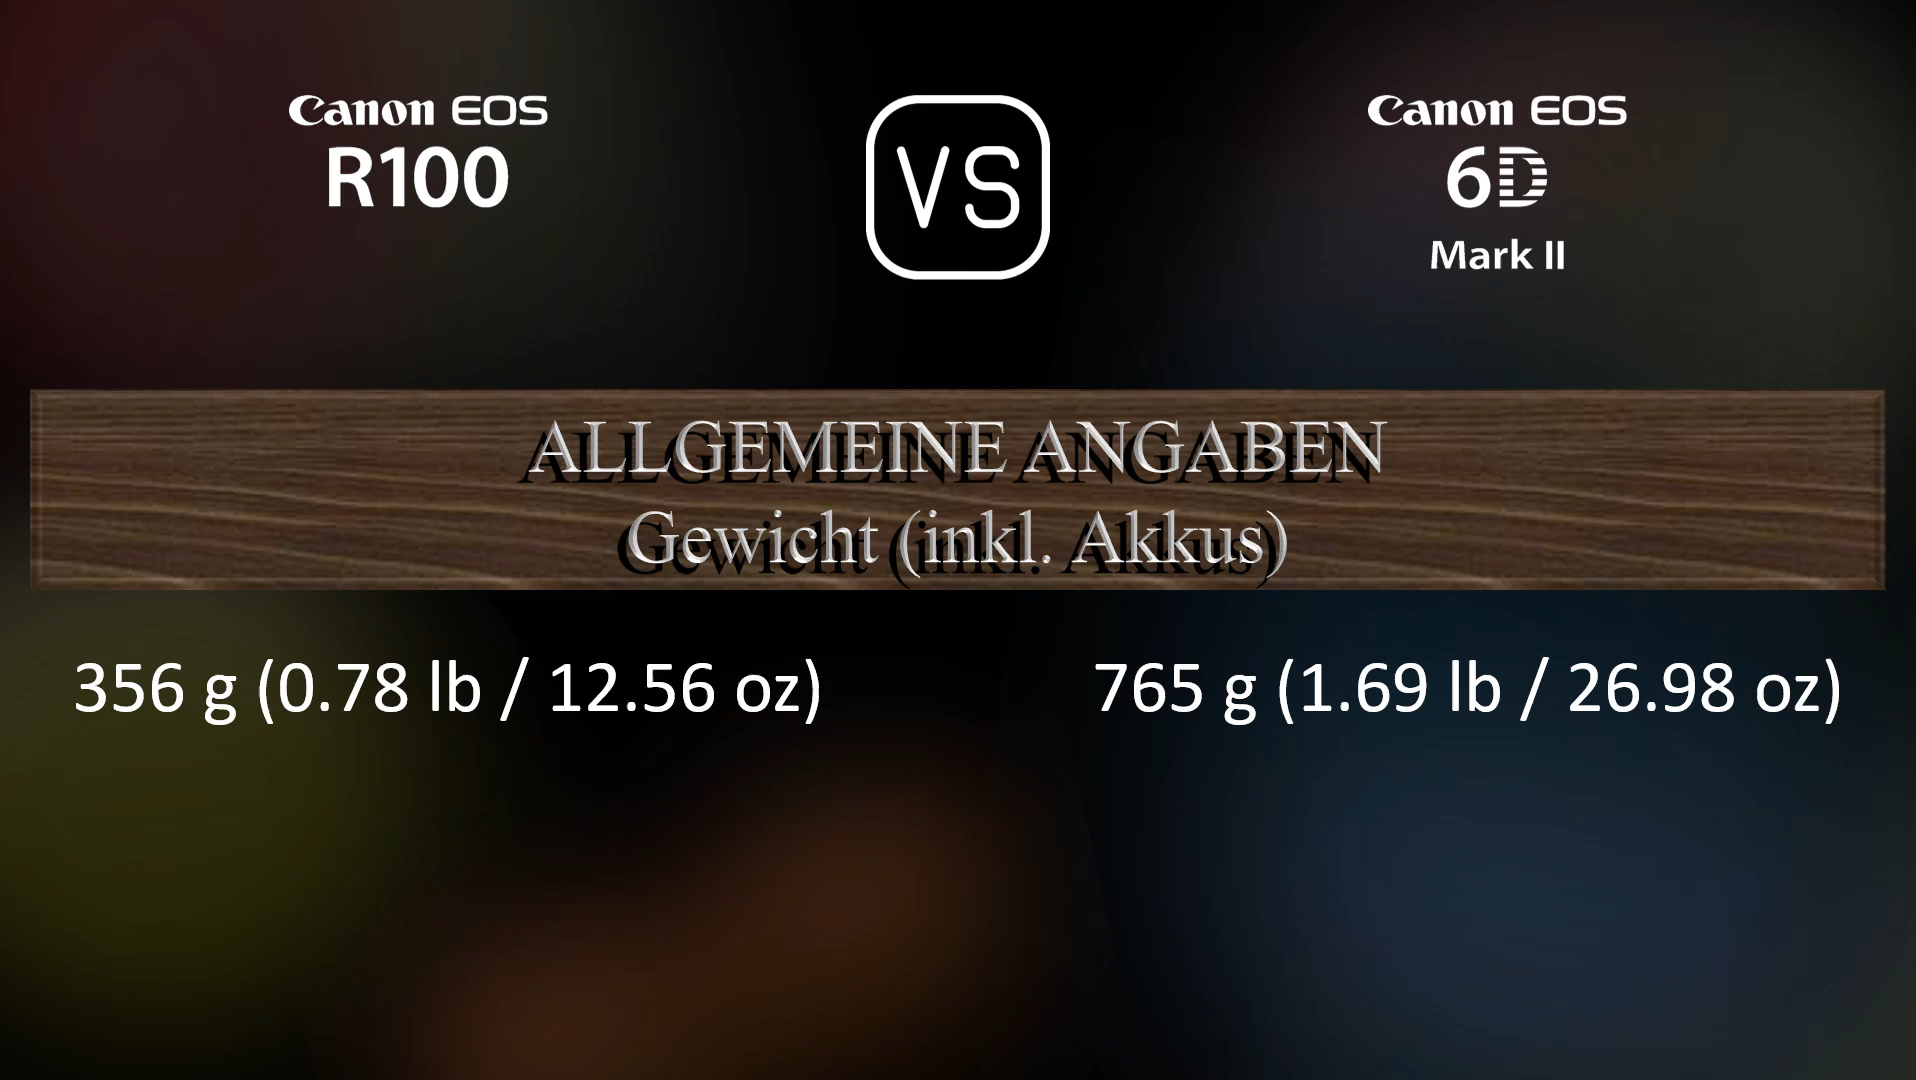 Canon EOS
R100
VS
Canon EOS
6D
Mark II
ALLGEMEINE ANGABEN
Gewicht (inkl. Akkus)
356 g (0.78 lb / 12.56 oz)
765 g (1.69 lb / 26.98 oz)